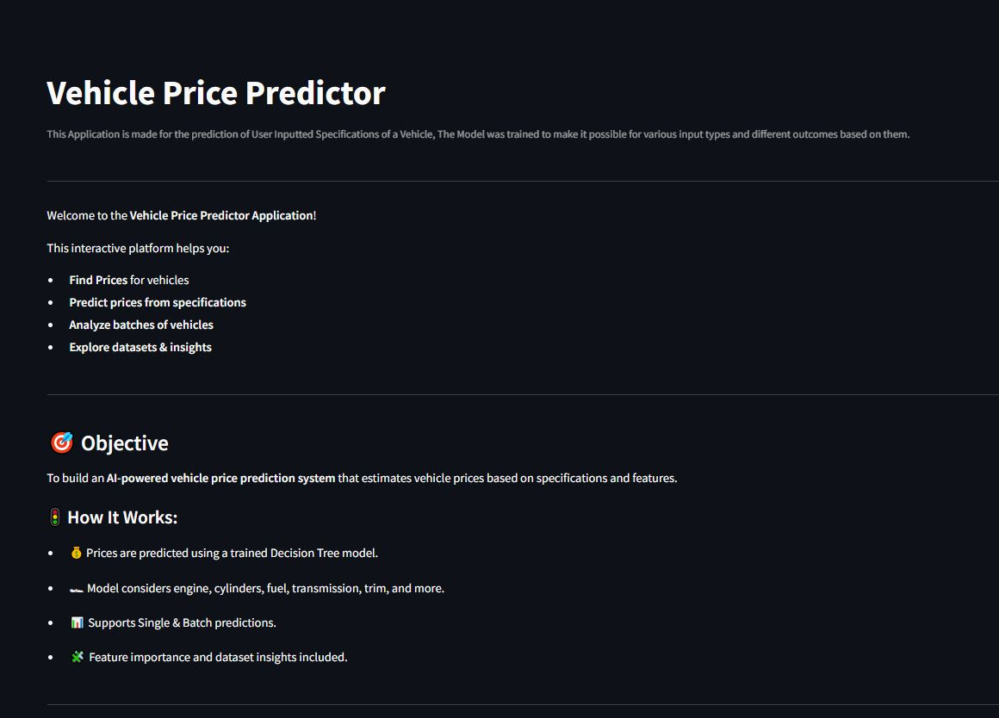 Vehicle Price Predictor
This Application is made for the prediction of User Inputted Specifications of a Vehicle, The Model was trained to make it possible for various input types and different outcomes based on them.
Welcome to the Vehicle Price Predictor Application!
This interactive platform helps you:
• Find Prices for vehicles
• Predict prices from specifications
• Analyze batches of vehicles
• Explore datasets & insights
🎯 Objective
To build an AI-powered vehicle price prediction system that estimates vehicle prices based on specifications and features.
🚦 How It Works:
• 💰 Prices are predicted using a trained Decision Tree model.
• 🏎 Model considers engine, cylinders, fuel, transmission, trim, and more.
• 📊 Supports Single & Batch predictions.
• 🧩 Feature importance and dataset insights included.